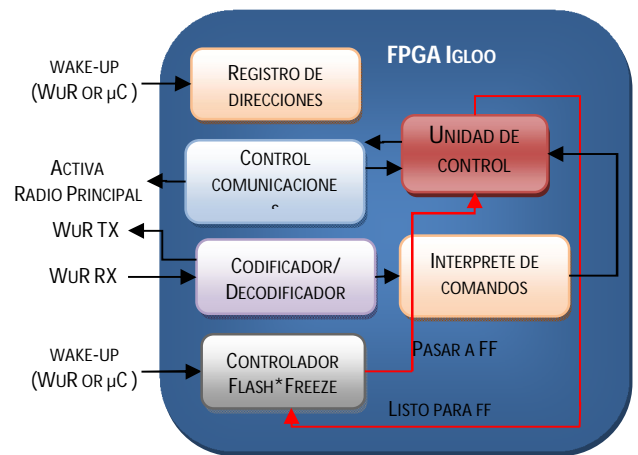 FPGA IGLOO
WAKE-UP
(WUR OR µC)
REGISTRO DE
DIRECCIONES
UNIDAD DE
CONTROL
CONTROL
COMUNICACIONE
ACTIVA
RADIO PRINCIPAL
WUR TX
WUR RX
CODIFICADOR/
DECODIFICADOR
INTERPRETE DE
COMANDOS
WAKE-UP
(WUR OR µC)
CONTROLADOR
FLASH*FREEZE
PASAR A FF
LISTO PARA FF